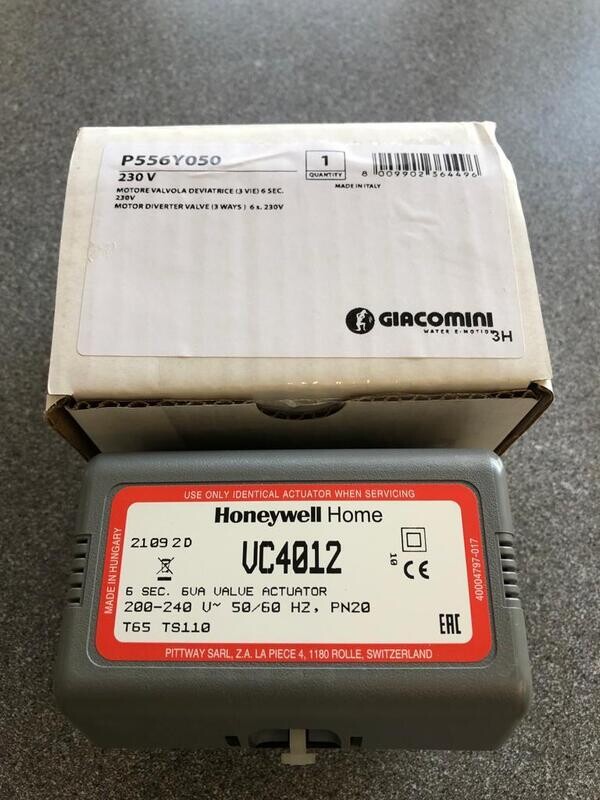 P556Y050
230 V
MOTORE VALVOLA DEVIATRICE (3 VIE) 6 SEC.
230V
MOTOR DIVERTER VALVE (3 WAYS ) 6 s. 230V
1
QUANTITY
8 009902 364496
MADE IN ITALY
GIACOMINI
WATER E-MOTION
3H
USE ONLY IDENTICAL ACTUATOR WHEN SERVICING
Honeywell Home
21092D
VC4012
10
CE
6 SEC. 6VA VALVE ACTUATOR
200-240 V~ 50/60 HZ, PN20
T65 TS110
EAC
MADE IN HUNGARY
40004797-017
PITTWAY SARL, Z.A. LA PIECE 4, 1180 ROLLE, SWITZERLAND